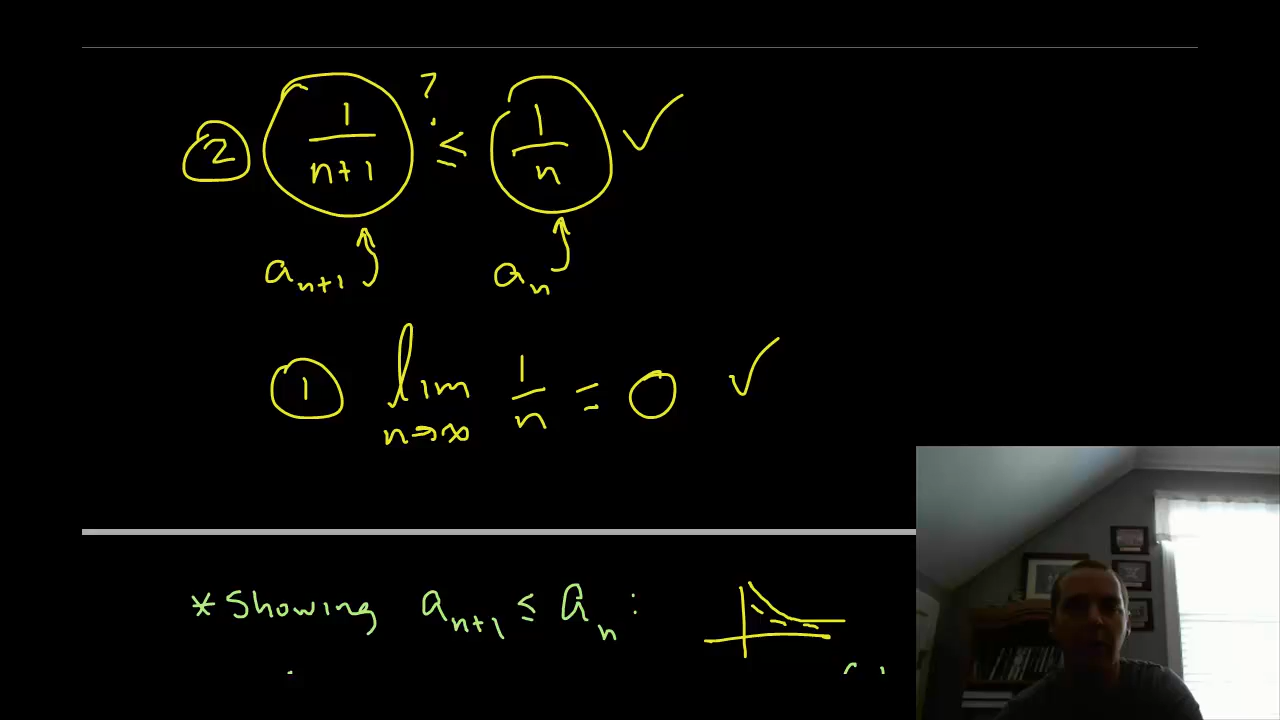 ② 1/(n+1) ≤? 1/n ✓
a_{n+1} a_n
① lim_{n→∞} 1/n = 0 ✓
* Showing a_{n+1} ≤ a_n :